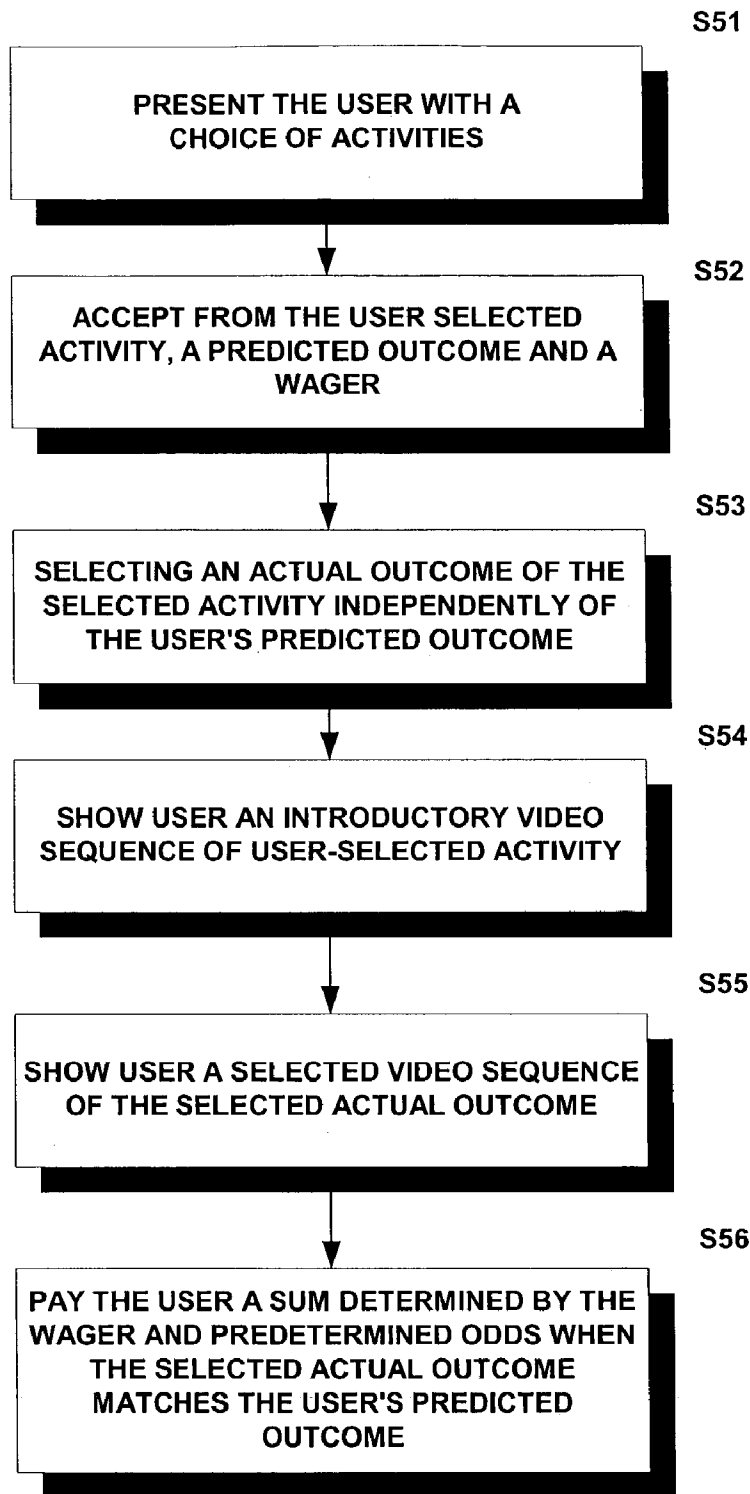 S51
PRESENT THE USER WITH A
CHOICE OF ACTIVITIES
S52
ACCEPT FROM THE USER SELECTED
ACTIVITY, A PREDICTED OUTCOME AND A
WAGER
S53
SELECTING AN ACTUAL OUTCOME OF THE
SELECTED ACTIVITY INDEPENDENTLY OF
THE USER'S PREDICTED OUTCOME
S54
SHOW USER AN INTRODUCTORY VIDEO
SEQUENCE OF USER-SELECTED ACTIVITY
S55
SHOW USER A SELECTED VIDEO SEQUENCE
OF THE SELECTED ACTUAL OUTCOME
S56
PAY THE USER A SUM DETERMINED BY THE
WAGER AND PREDETERMINED ODDS WHEN
THE SELECTED ACTUAL OUTCOME
MATCHES THE USER'S PREDICTED
OUTCOME